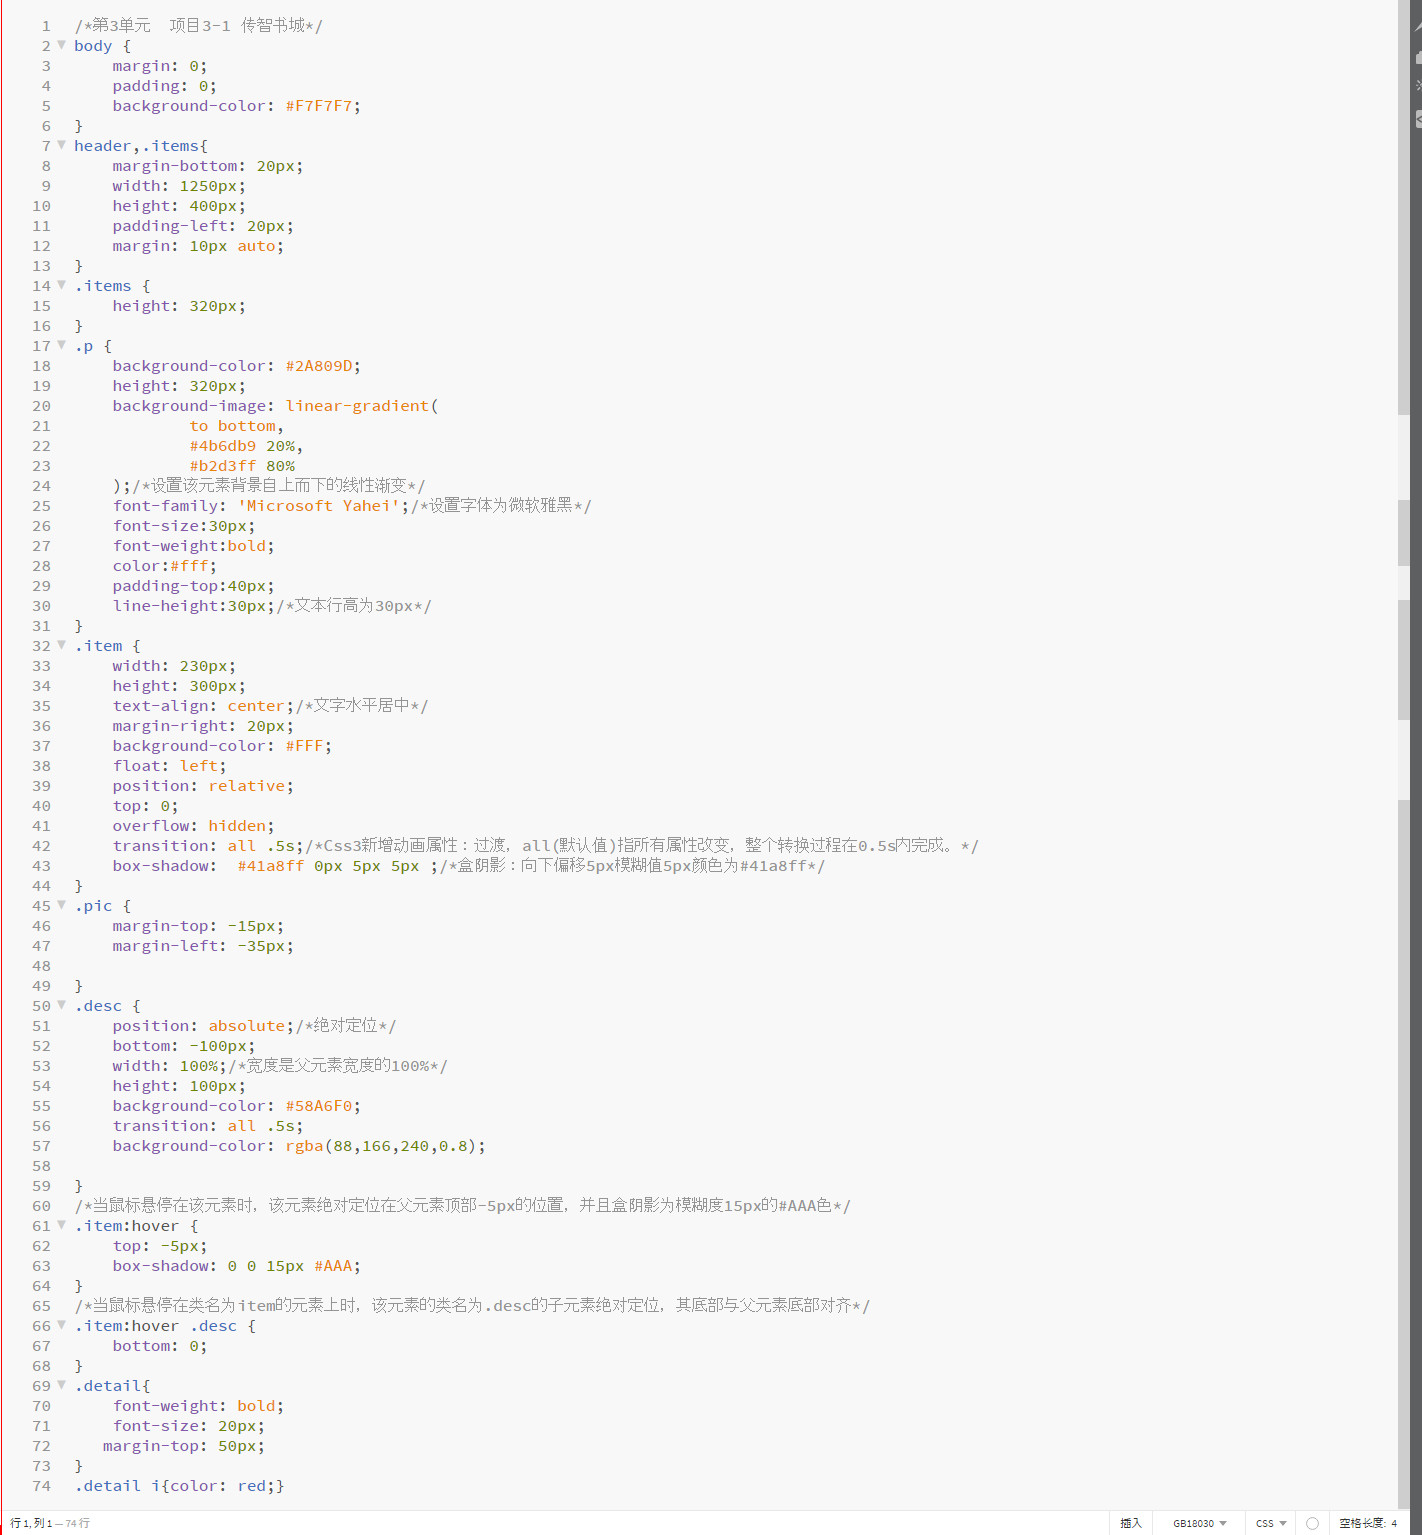 1 /*第3单元  项目3-1 传智书城*/
2 body {
3     margin: 0;
4     padding: 0;
5     background-color: #F7F7F7;
6 }
7 header,.items{
8     margin-bottom: 20px;
9     width: 1250px;
10     height: 400px;
11     padding-left: 20px;
12     margin: 10px auto;
13 }
14 .items {
15     height: 320px;
16 }
17 .p {
18     background-color: #2A809D;
19     height: 320px;
20     background-image: linear-gradient(
21             to bottom,
22             #4b6db9 20%,
23             #b2d3ff 80%
24     );/*设置该元素背景自上而下的线性渐变*/
25     font-family: 'Microsoft Yahei';/*设置字体为微软雅黑*/
26     font-size:30px;
27     font-weight:bold;
28     color:#fff;
29     padding-top:40px;
30     line-height:30px;/*文本行高为30px*/
31 }
32 .item {
33     width: 230px;
34     height: 300px;
35     text-align: center;/*文字水平居中*/
36     margin-right: 20px;
37     background-color: #FFF;
38     float: left;
39     position: relative;
40     top: 0;
41     overflow: hidden;
42     transition: all .5s;/*Css3新增动画属性：过渡，all(默认值)指所有属性改变，整个转换过程在0.5s内完成。*/
43     box-shadow:  #41a8ff 0px 5px 5px ;/*盒阴影：向下偏移5px模糊值5px颜色为#41a8ff*/
44 }
45 .pic {
46     margin-top: -15px;
47     margin-left: -35px;
48
49 }
50 .desc {
51     position: absolute;/*绝对定位*/
52     bottom: -100px;
53     width: 100%;/*宽度是父元素宽度的100%*/
54     height: 100px;
55     background-color: #58A6F0;
56     transition: all .5s;
57     background-color: rgba(88,166,240,0.8);
58
59 }
60 /*当鼠标悬停在该元素时，该元素绝对定位在父元素顶部-5px的位置，并且盒阴影为模糊度15px的#AAA色*/
61 .item:hover {
62     top: -5px;
63     box-shadow: 0 0 15px #AAA;
64 }
65 /*当鼠标悬停在类名为item的元素上时，该元素的类名为.desc的子元素绝对定位，其底部与父元素底部对齐*/
66 .item:hover .desc {
67     bottom: 0;
68 }
69 .detail{
70     font-weight: bold;
71     font-size: 20px;
72    margin-top: 50px;
73 }
74 .detail i{color: red;}
行 1, 列 1 — 74 行 插入 GB18030 CSS 空格长度: 4